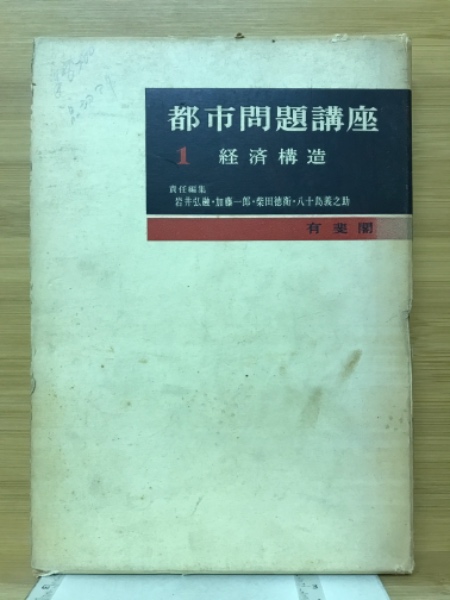 都市問題講座
1 経済構造
責任編集
岩井弘融・加藤一郎・柴田徳衛・八十島義之助
有斐閣